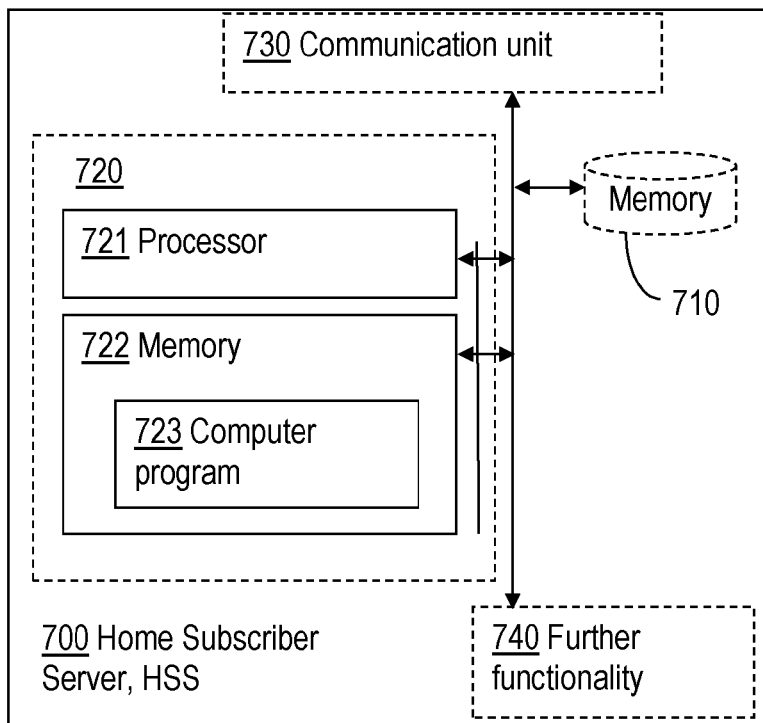 730 Communication unit
720
Memory
721 Processor
710
722 Memory
723 Computer
program
700 Home Subscriber
Server, HSS
740 Further
functionality